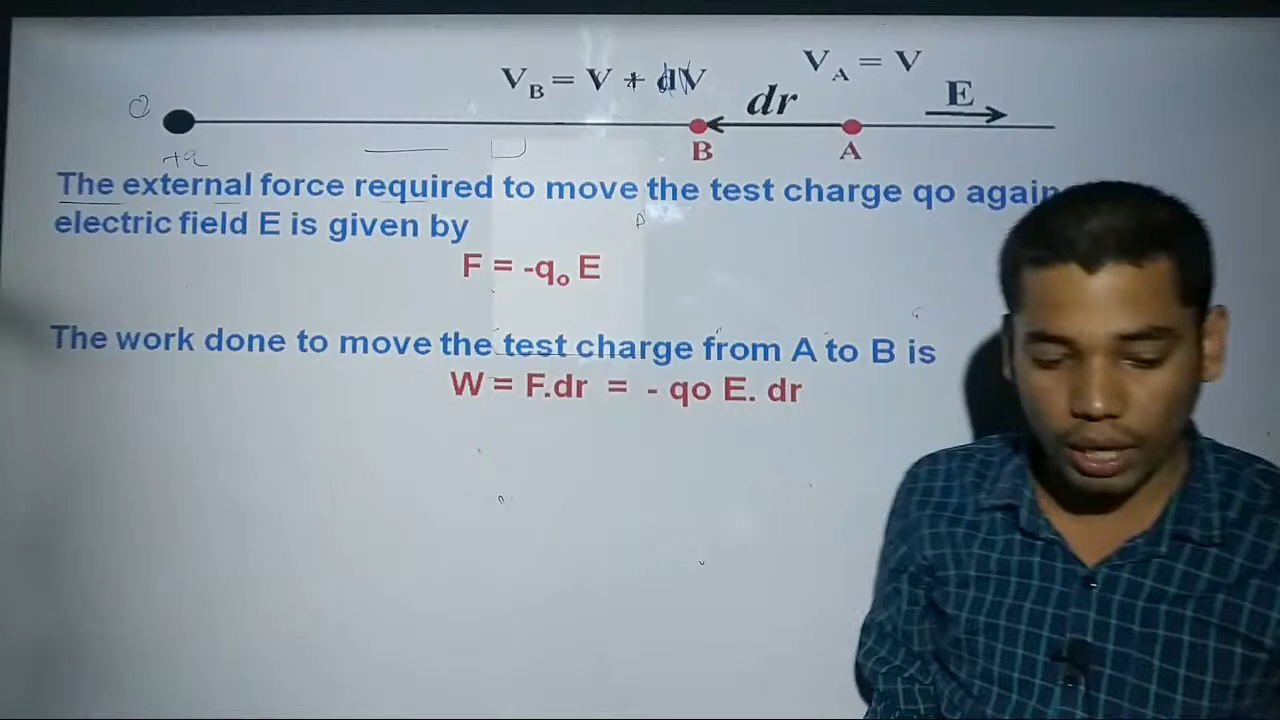 V_B = V + dV
V_A = V
dr
E
O
B
A
+q
The external force required to move the test charge qo
electric field E is given by
F = -q₀ E
The work done to move the test charge from A to B is
W = F.dr = - qo E. dr